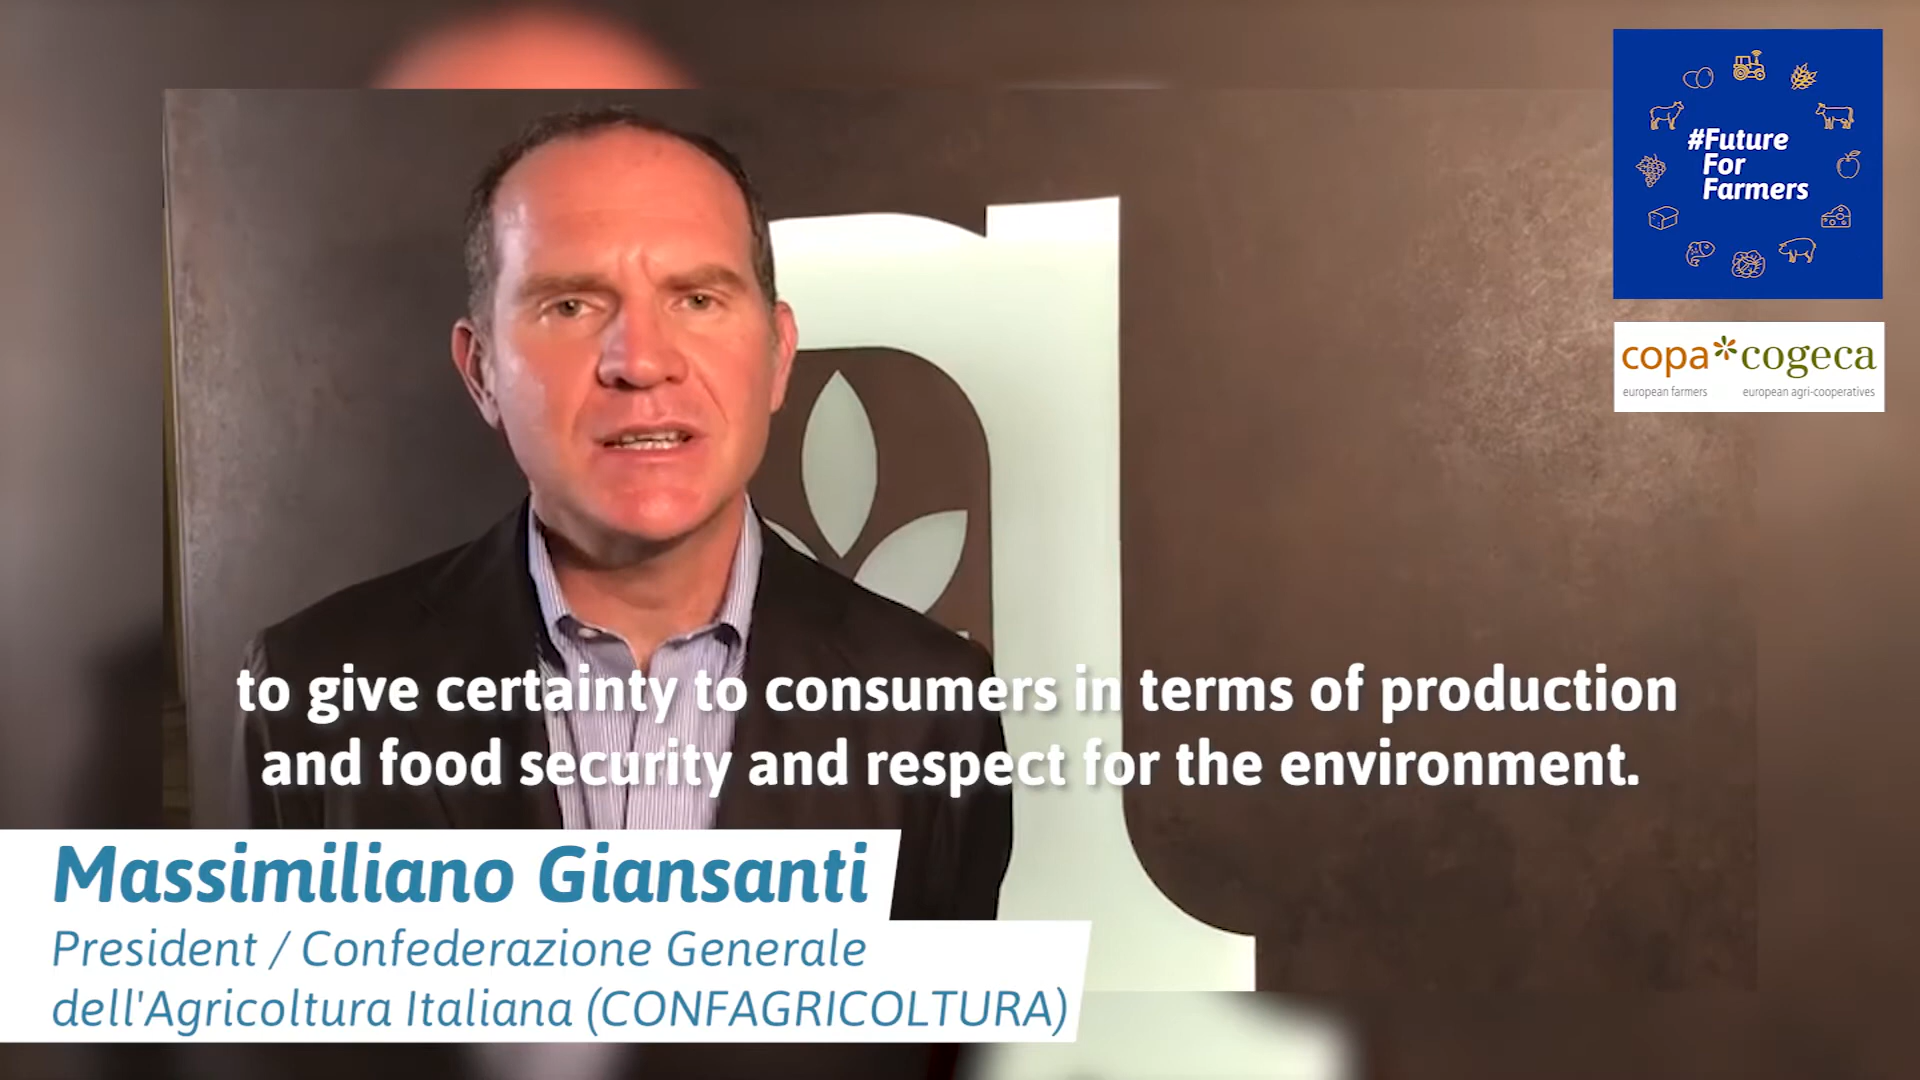 #Future
For
Farmers
copa*cogeca
european farmers european agri-cooperatives
to give certainty to consumers in terms of production
and food security and respect for the environment.
Massimiliano Giansanti
President / Confederazione Generale
dell'Agricoltura Italiana (CONFAGRICOLTURA)